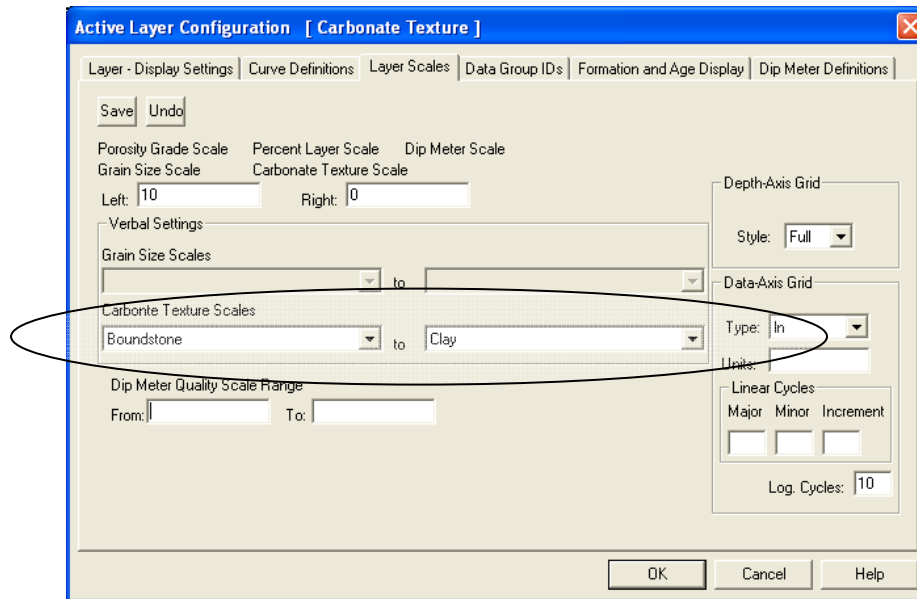 Active Layer Configuration [ Carbonate Texture ]
Layer - Display Settings Curve Definitions Layer Scales Data Group IDs Formation and Age Display Dip Meter Definitions
Save Undo
Porosity Grade Scale Percent Layer Scale Dip Meter Scale
Grain Size Scale Carbonate Texture Scale
Left: 10 Right: 0
Verbal Settings
Grain Size Scales
to
Carbonte Texture Scales
Boundstone to Clay
Dip Meter Quality Scale Range
From: To:
Depth-Axis Grid
Style: Full
Data-Axis Grid
Type: ln
Units:
Linear Cycles
Major Minor Increment
Log. Cycles: 10
OK Cancel Help